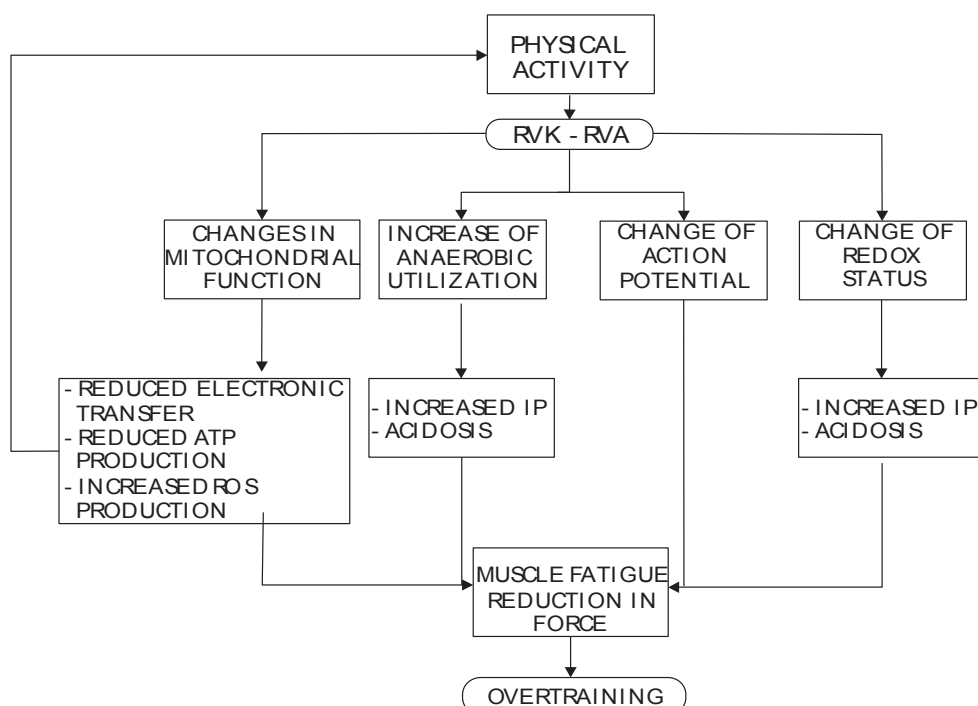 PHYSICAL
ACTIVITY
RVK - RVA
CHANGES IN
MITOCHONDRIAL
FUNCTION
INCREASE OF
ANAEROBIC
UTILIZATION
CHANGE OF
ACTION
POTENTIAL
CHANGE OF
REDOX
STATUS
- REDUCED ELECTRONIC
TRANSFER
- REDUCED ATP
PRODUCTION
- INCREASED ROS
PRODUCTION
- INCREASED IP
- ACIDOSIS
- INCREASED IP
- ACIDOSIS
MUSCLE FATIGUE
REDUCTION IN
FORCE
OVERTRAINING